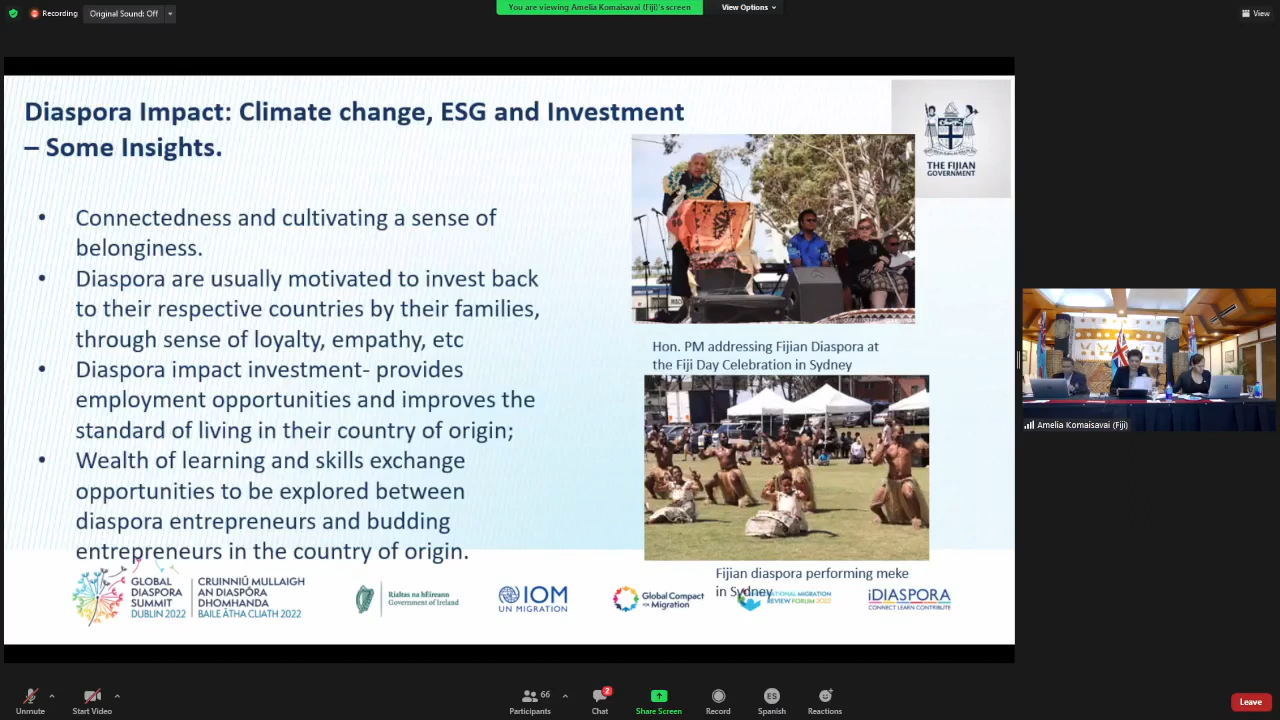 Recording
Original Sound: Off
You are viewing Amelia Komaisavai (Fiji)'s screen
View Options
View
Diaspora Impact: Climate change, ESG and Investment
– Some Insights.
THE FIJIAN
GOVERNMENT
• Connectedness and cultivating a sense of
belonginess.
• Diaspora are usually motivated to invest back
to their respective countries by their families,
through sense of loyalty, empathy, etc
• Diaspora impact investment- provides
employment opportunities and improves the
standard of living in their country of origin;
• Wealth of learning and skills exchange
opportunities to be explored between
diaspora entrepreneurs and budding
entrepreneurs in the country of origin.
Hon. PM addressing Fijian Diaspora at
the Fiji Day Celebration in Sydney
Fijian diaspora performing meke
in Sydney
Amelia Komaisavai (Fiji)
GLOBAL
DIASPORA
SUMMIT
DUBLIN 2022
CRUINNIÚ MULLAIGH
AN DIASPÓRA
DHOMHANDA
BAILE ÁTHA CLIATH 2022
Rialtas na hÉireann
Government of Ireland
IOM
UN MIGRATION
Global Compact
for Migration
NATIONAL MIGRATION
REVIEW FORUM 2022
iDIASPORA
CONNECT LEARN CONTRIBUTE
Unmute
Start Video
66
Participants
2
Chat
Share Screen
Record
ES
Spanish
Reactions
Leave